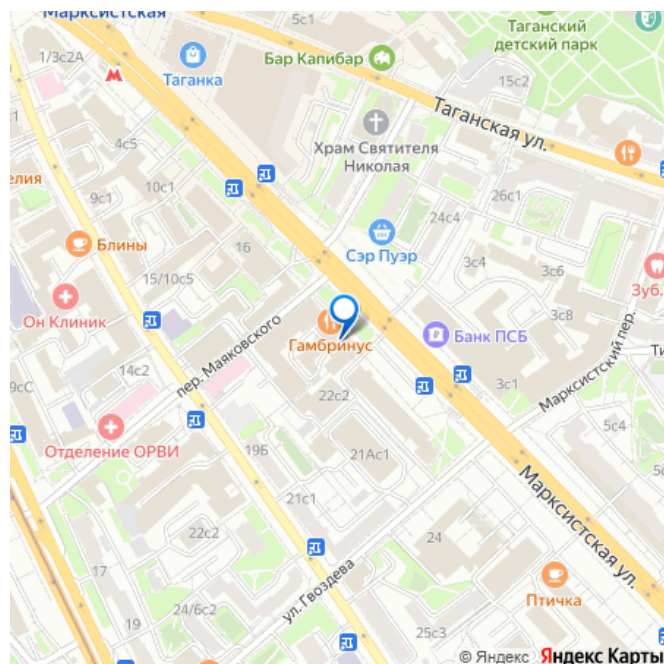 Марксистская
5с1
Таганский
детский парк
1/3с2А
Таганка
Бар Капибар
15с2
Таганская ул.
4с5
Храм Святителя
Николая
елия
9с1
10с1
26с1
24с4
Блины
16
Сэр Пуэр
3с4
3с6
15/10с5
Зуб.
Он Клиник
3с8
пер. Маяковского
Гамбринус
Банк ПСБ
Ти
Марксистский пер.
14с2
9сС
3с1
22с2
5с4
Отделение ОРВИ
19Б
21Ас1
Марксистская ул.
21с1
22с2
24
17
ул. Гвоздева
Птичка
24/6с2
25с3
© Яндекс Яндекс Карты